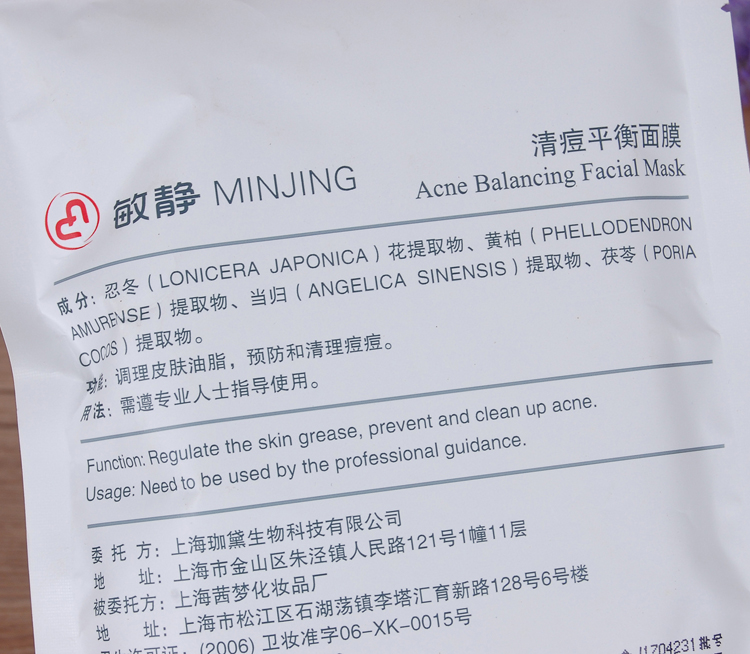 清痘平衡面膜
敏静 MINJING Acne Balancing Facial Mask
成分: 忍冬 (LONICERA JAPONICA) 花提取物、黄柏 (PHELLODENDRON
AMURENSE) 提取物、当归 (ANGELICA SINENSIS) 提取物、茯苓 (PORIA
COCOS) 提取物。
功能: 调理皮肤油脂，预防和清理痘痘。
用法: 需遵专业人士指导使用。
Function: Regulate the skin grease, prevent and clean up acne.
Usage: Need to be used by the professional guidance.
委托方: 上海珈黛生物科技有限公司
地址: 上海市金山区朱泾镇人民路121号1幢11层
被委托方: 上海茜梦化妆品厂
地址: 上海市松江区石湖荡镇李塔汇育新路128号6号楼
卫生许可证: (2006) 卫妆准字06-XK-0015号